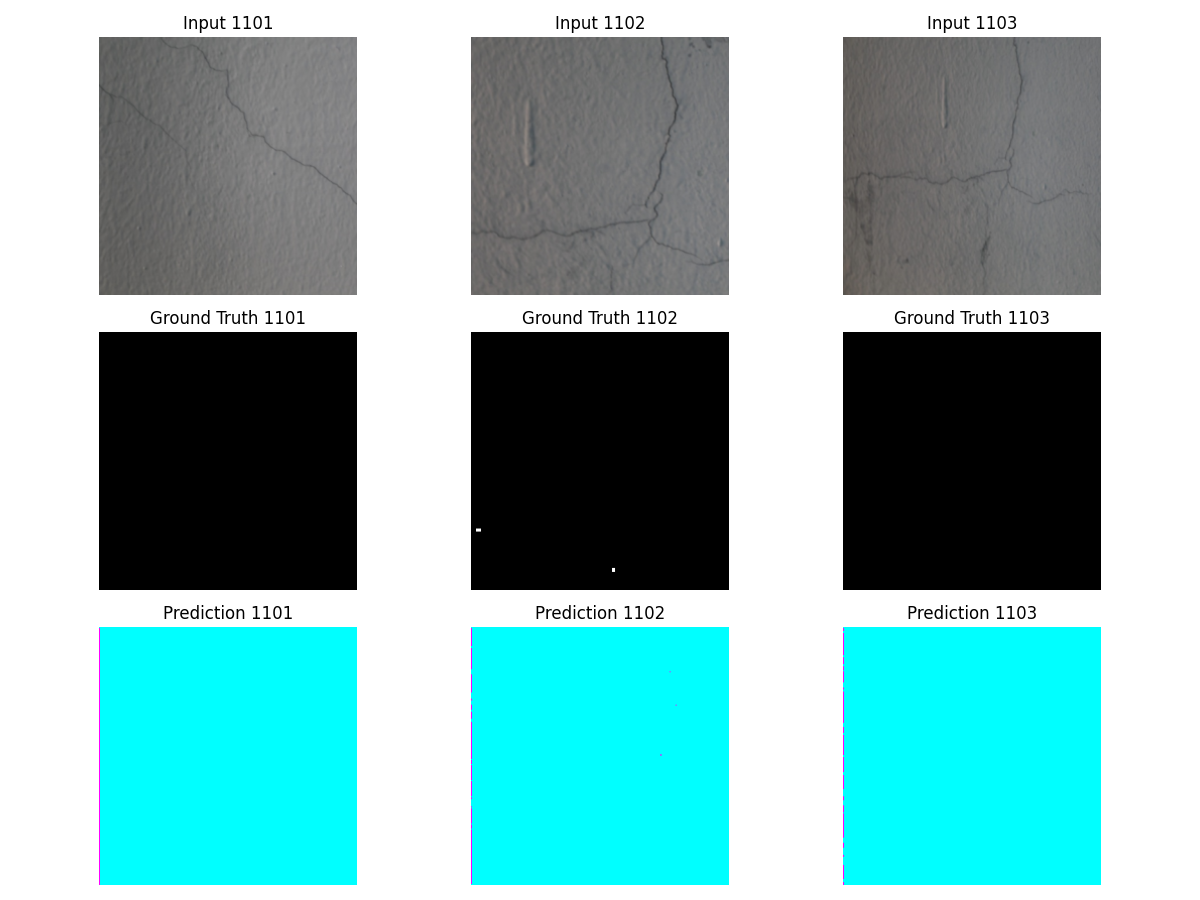 Input 1101
Input 1102
Input 1103
Ground Truth 1101
Ground Truth 1102
Ground Truth 1103
Prediction 1101
Prediction 1102
Prediction 1103